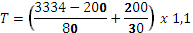 T = ((3334 − 200)/80 + 200/30) x 1,1